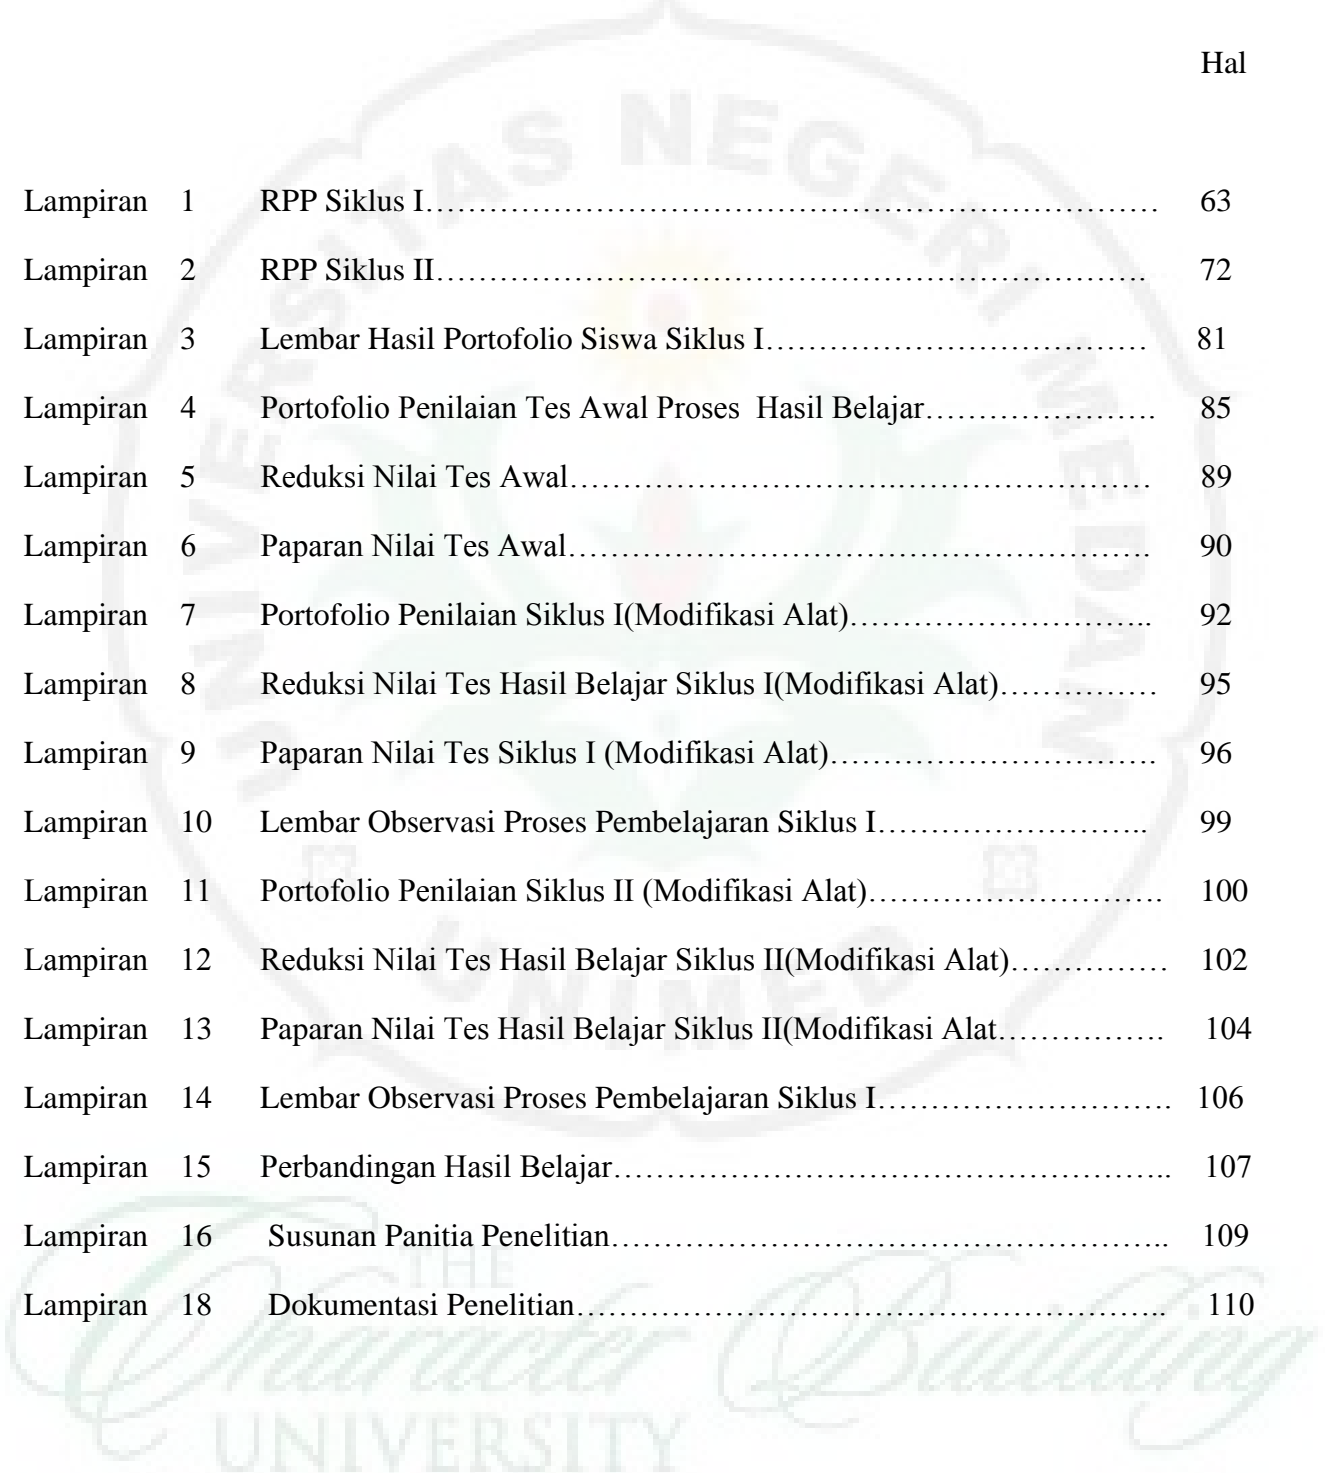 Hal
Lampiran 1 RPP Siklus I…………………………………………………………………… 63
Lampiran 2 RPP Siklus II………………………………………………………………….. 72
Lampiran 3 Lembar Hasil Portofolio Siswa Siklus I……………………………… 81
Lampiran 4 Portofolio Penilaian Tes Awal Proses  Hasil Belajar…………………. 85
Lampiran 5 Reduksi Nilai Tes Awal………………………….…………………… 89
Lampiran 6 Paparan Nilai Tes Awal………………………………………………. 90
Lampiran 7 Portofolio Penilaian Siklus I(Modifikasi Alat)……………………….. 92
Lampiran 8 Reduksi Nilai Tes Hasil Belajar Siklus I(Modifikasi Alat)…………… 95
Lampiran 9 Paparan Nilai Tes Siklus I (Modifikasi Alat)…………………………. 96
Lampiran 10 Lembar Observasi Proses Pembelajaran Siklus I…………………….. 99
Lampiran 11 Portofolio Penilaian Siklus II (Modifikasi Alat)………………………. 100
Lampiran 12 Reduksi Nilai Tes Hasil Belajar Siklus II(Modifikasi Alat)…………… 102
Lampiran 13 Paparan Nilai Tes Hasil Belajar Siklus II(Modifikasi Alat……………. 104
Lampiran 14 Lembar Observasi Proses Pembelajaran Siklus I………………………. 106
Lampiran 15 Perbandingan Hasil Belajar…………………………………………….. 107
Lampiran 16 Susunan Panitia Penelitian…………………………………………….. 109
Lampiran 18 Dokumentasi Penelitian……………………………………………….. 110
UNIVERSITAS NEGERI MEDAN
UNIMED
THE
Character Building
UNIVERSITY